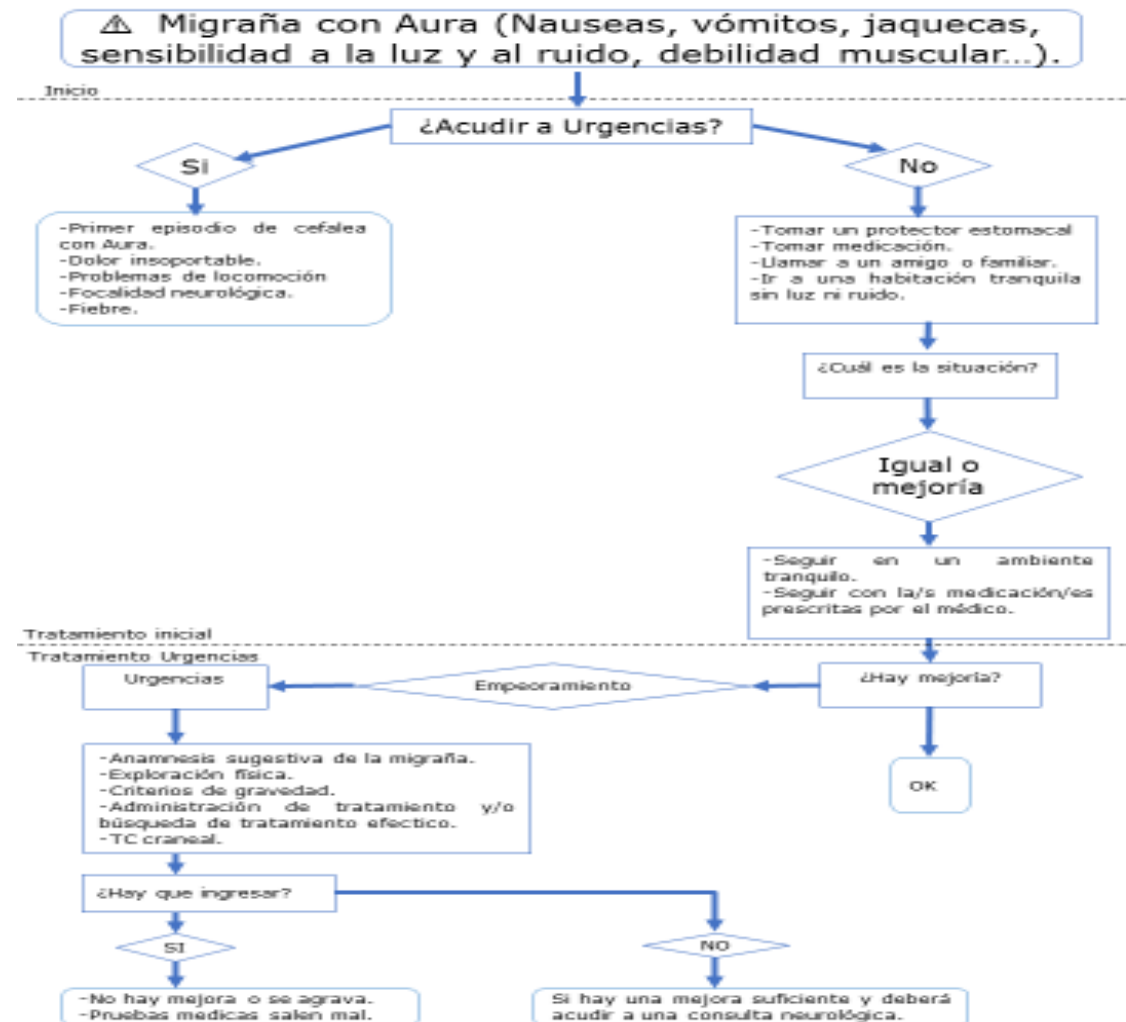 ⚠ Migraña con Aura (Nauseas, vómitos, jaquecas,
sensibilidad a la luz y al ruido, debilidad muscular...).
Inicio
¿Acudir a Urgencias?
Si
No
-Primer episodio de cefalea
con Aura.
-Dolor insoportable.
-Problemas de locomoción
-Focalidad neurológica.
-Fiebre.
-Tomar un protector estomacal
-Tomar medicación.
-Llamar a un amigo o familiar.
-Ir a una habitación tranquila
sin luz ni ruido.
¿Cuál es la situación?
Igual o
mejoría
-Seguir en un ambiente
tranquilo.
-Seguir con la/s medicación/es
prescritas por el médico.
Tratamiento inicial
Tratamiento Urgencias
Urgencias
Empeoramiento
¿Hay mejoría?
-Anamnesis sugestiva de la migraña.
-Exploración física.
-Criterios de gravedad.
-Administración de tratamiento y/o
búsqueda de tratamiento efectico.
-TC craneal.
OK
¿Hay que ingresar?
SI
NO
-No hay mejora o se agrava.
-Pruebas medicas salen mal.
Si hay una mejora suficiente y deberá
acudir a una consulta neurológica.